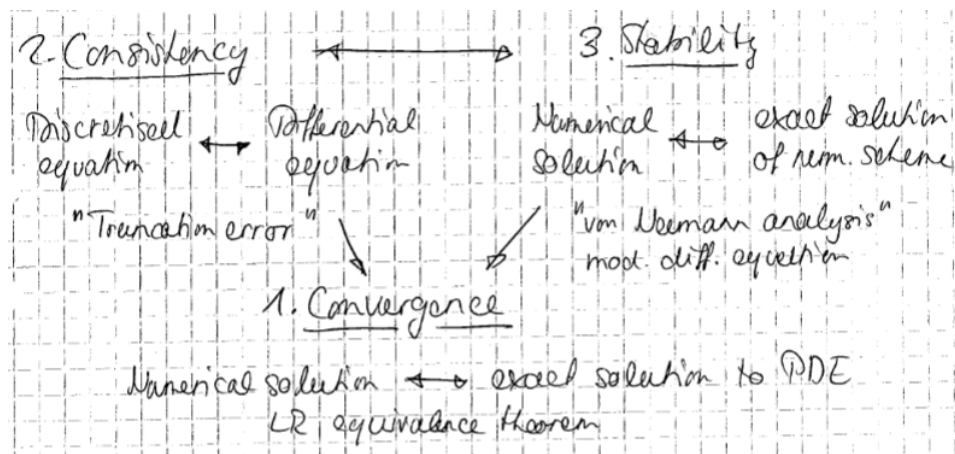 2. Consistency ↔ 3. Stability
Discretised ↔ Differential Numerical ↔ exact solution
equation equation solution of num. scheme
"Truncation error" "von Neumann analysis"
mod. diff. equation
1. Convergence
Numerical solution ↔ exact solution to PDE
LR equivalence theorem